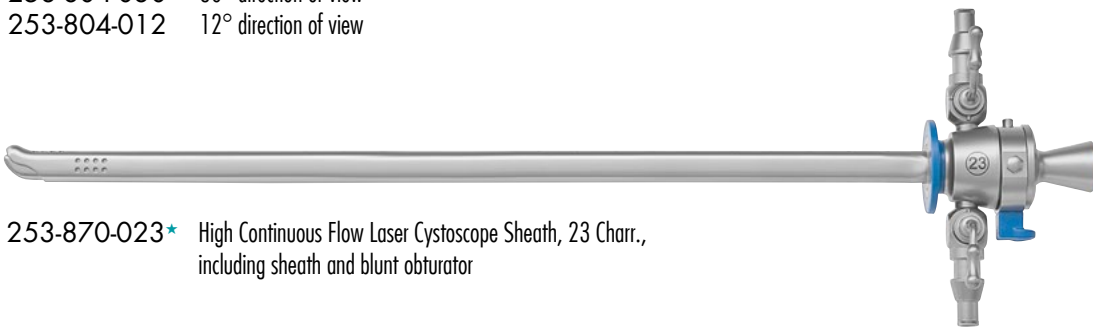 253-804-012 12° direction of view
23
253-870-023★ High Continuous Flow Laser Cystoscope Sheath, 23 Charr.,
including sheath and blunt obturator